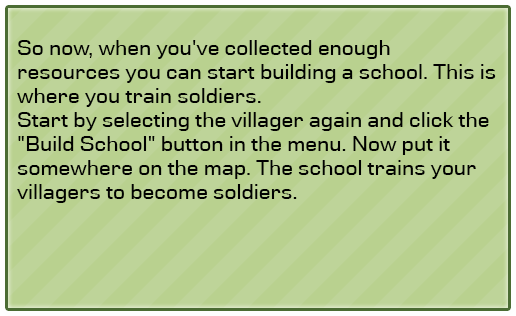 So now, when you've collected enough
resources you can start building a school. This is
where you train soldiers.
Start by selecting the villager again and click the
"Build School" button in the menu. Now put it
somewhere on the map. The school trains your
villagers to become soldiers.